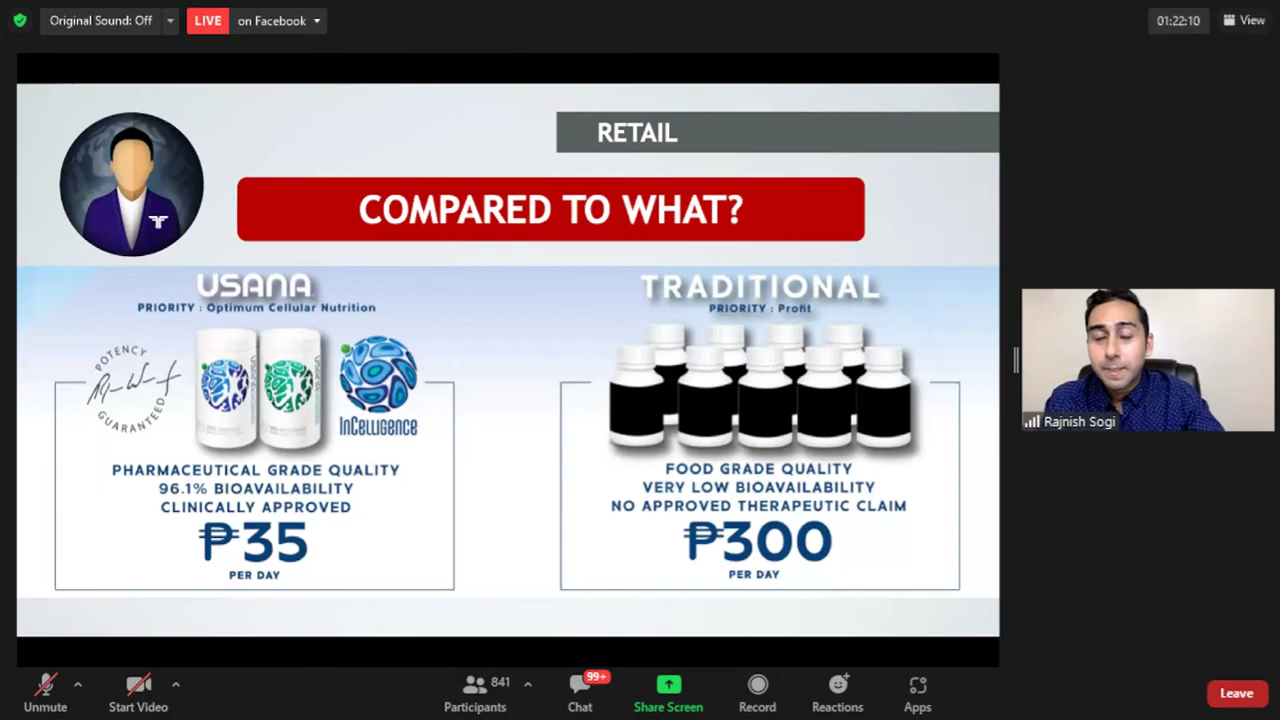 Original Sound: Off
LIVE
on Facebook
01:22:10
View
RETAIL
COMPARED TO WHAT?
USANA
PRIORITY : Optimum Cellular Nutrition
POTENCY
GUARANTEED
USANA
USANA
INCELLIGENCE
PHARMACEUTICAL GRADE QUALITY
96.1% BIOAVAILABILITY
CLINICALLY APPROVED
₱35
PER DAY
TRADITIONAL
PRIORITY : Profit
FOOD GRADE QUALITY
VERY LOW BIOAVAILABILITY
NO APPROVED THERAPEUTIC CLAIM
₱300
PER DAY
Rajnish Sogi
Unmute
Start Video
841
Participants
99+
Chat
Share Screen
Record
Reactions
Apps
Leave